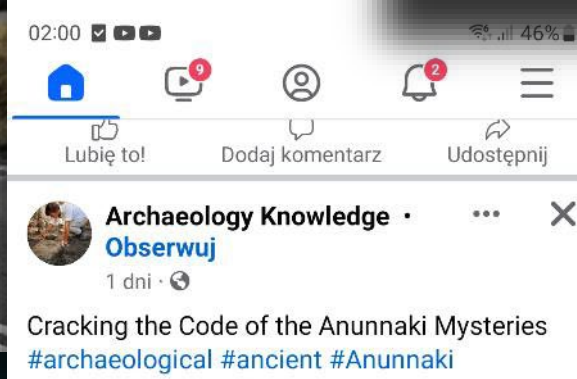 02:00 46%
9 2
Lubię to! Dodaj komentarz Udostępnij
Archaeology Knowledge ·
Obserwuj
1 dni ·
Cracking the Code of the Anunnaki Mysteries
#archaeological #ancient #Anunnaki